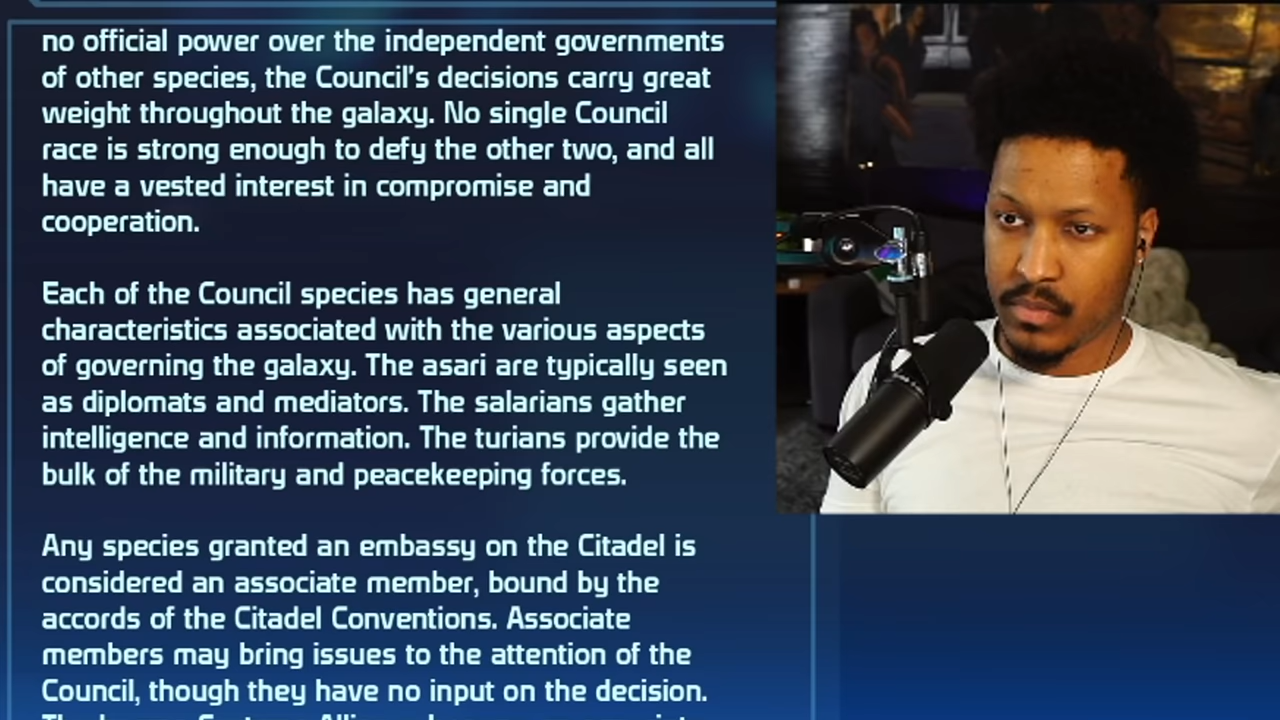 no official power over the independent governments
of other species, the Council's decisions carry great
weight throughout the galaxy. No single Council
race is strong enough to defy the other two, and all
have a vested interest in compromise and
cooperation.
Each of the Council species has general
characteristics associated with the various aspects
of governing the galaxy. The asari are typically seen
as diplomats and mediators. The salarians gather
intelligence and information. The turians provide the
bulk of the military and peacekeeping forces.
Any species granted an embassy on the Citadel is
considered an associate member, bound by the
accords of the Citadel Conventions. Associate
members may bring issues to the attention of the
Council, though they have no input on the decision.